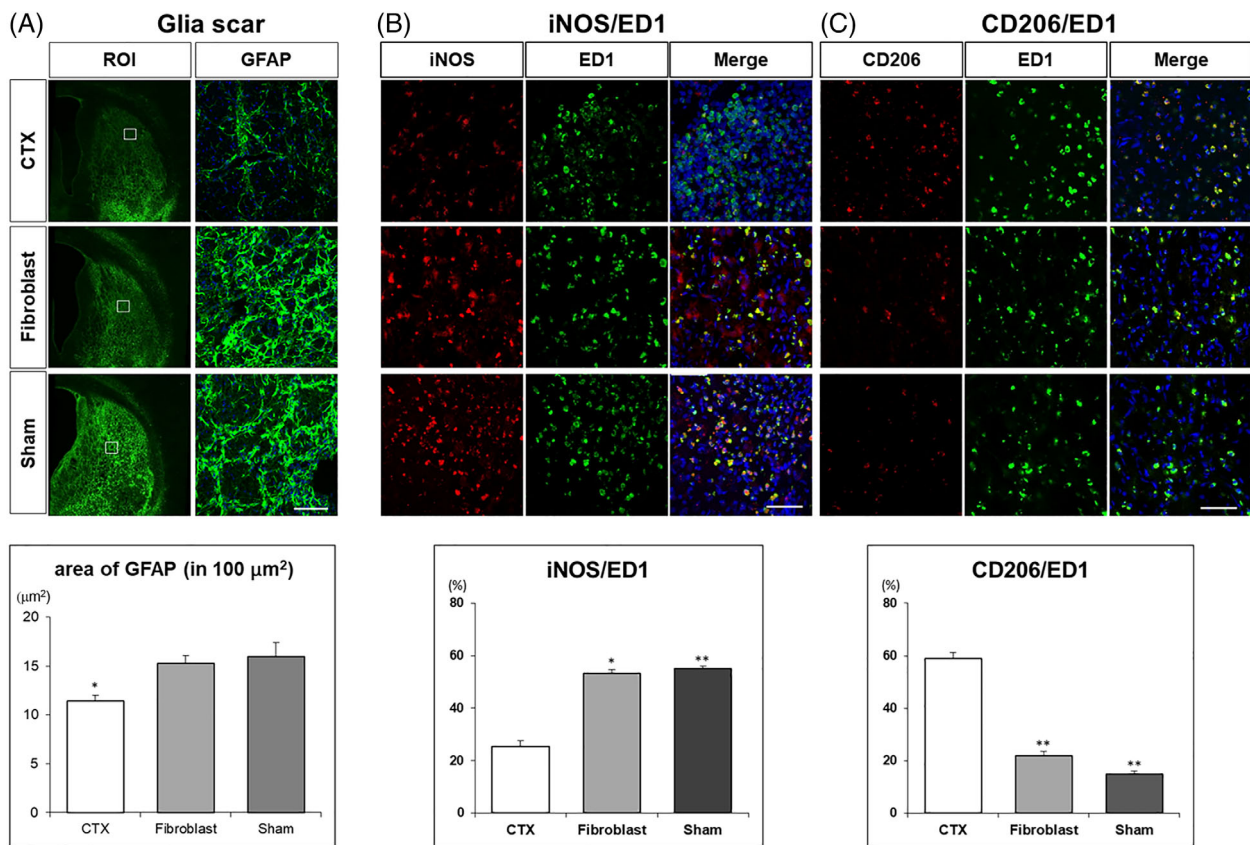 (A) Glia scar
ROI GFAP
CTX
Fibroblast
Sham
(B) iNOS/ED1
iNOS ED1 Merge
(C) CD206/ED1
CD206 ED1 Merge
area of GFAP (in 100 μm²)
(μm²)
20
15
10
5
0
*
CTX Fibroblast Sham
iNOS/ED1
(%)
80
60
40
20
0
* **
CTX Fibroblast Sham
CD206/ED1
(%)
80
60
40
20
0
** **
CTX Fibroblast Sham